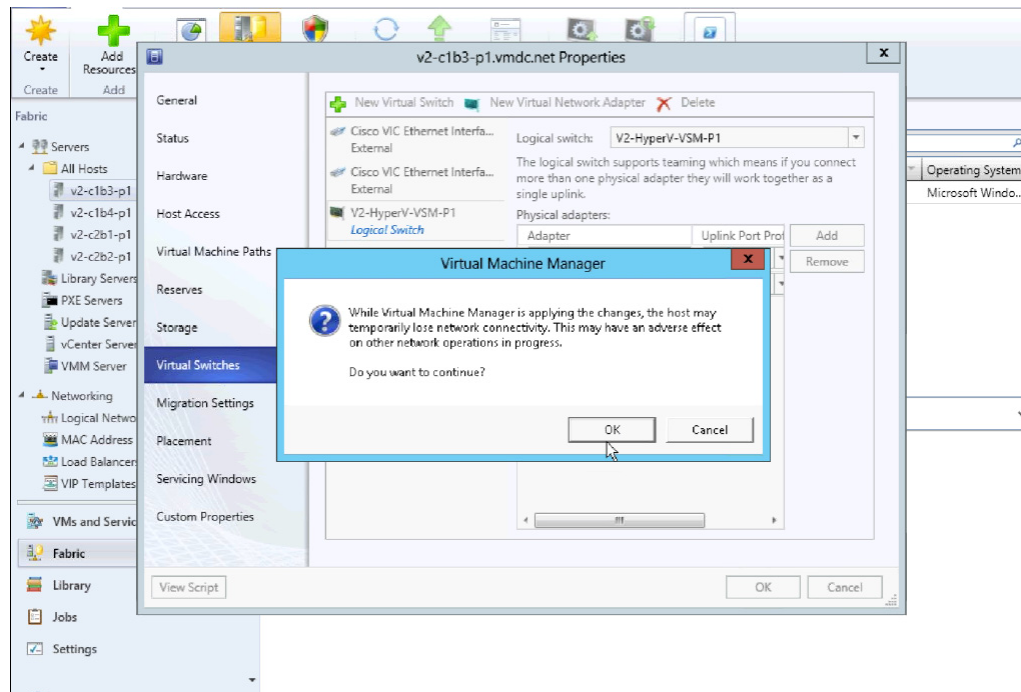 Create
Add
Resources
Create
Add
Fabric
Servers
All Hosts
v2-c1b3-p1
v2-c1b4-p1
v2-c2b1-p1
v2-c2b2-p1
Library Servers
PXE Servers
Update Server
vCenter Server
VMM Server
Networking
Logical Netwo
MAC Address
Load Balancer
VIP Templates
VMs and Servic
Fabric
Library
Jobs
Settings
v2-c1b3-p1.vmdc.net Properties
x
General
Status
Hardware
Host Access
Virtual Machine Paths
Reserves
Storage
Virtual Switches
Migration Settings
Placement
Servicing Windows
Custom Properties
New Virtual Switch New Virtual Network Adapter Delete
Cisco VIC Ethernet Interfa...
External
Cisco VIC Ethernet Interfa...
External
V2-HyperV-VSM-P1
Logical Switch
Logical switch: V2-HyperV-VSM-P1
The logical switch supports teaming which means if you connect
more than one physical adapter they will work together as a
single uplink.
Physical adapters:
Adapter Uplink Port Prof
Add
Remove
Virtual Machine Manager
x
While Virtual Machine Manager is applying the changes, the host may
temporarily lose network connectivity. This may have an adverse effect
on other network operations in progress.
Do you want to continue?
OK Cancel
View Script
OK Cancel
Operating System
Microsoft Windo...